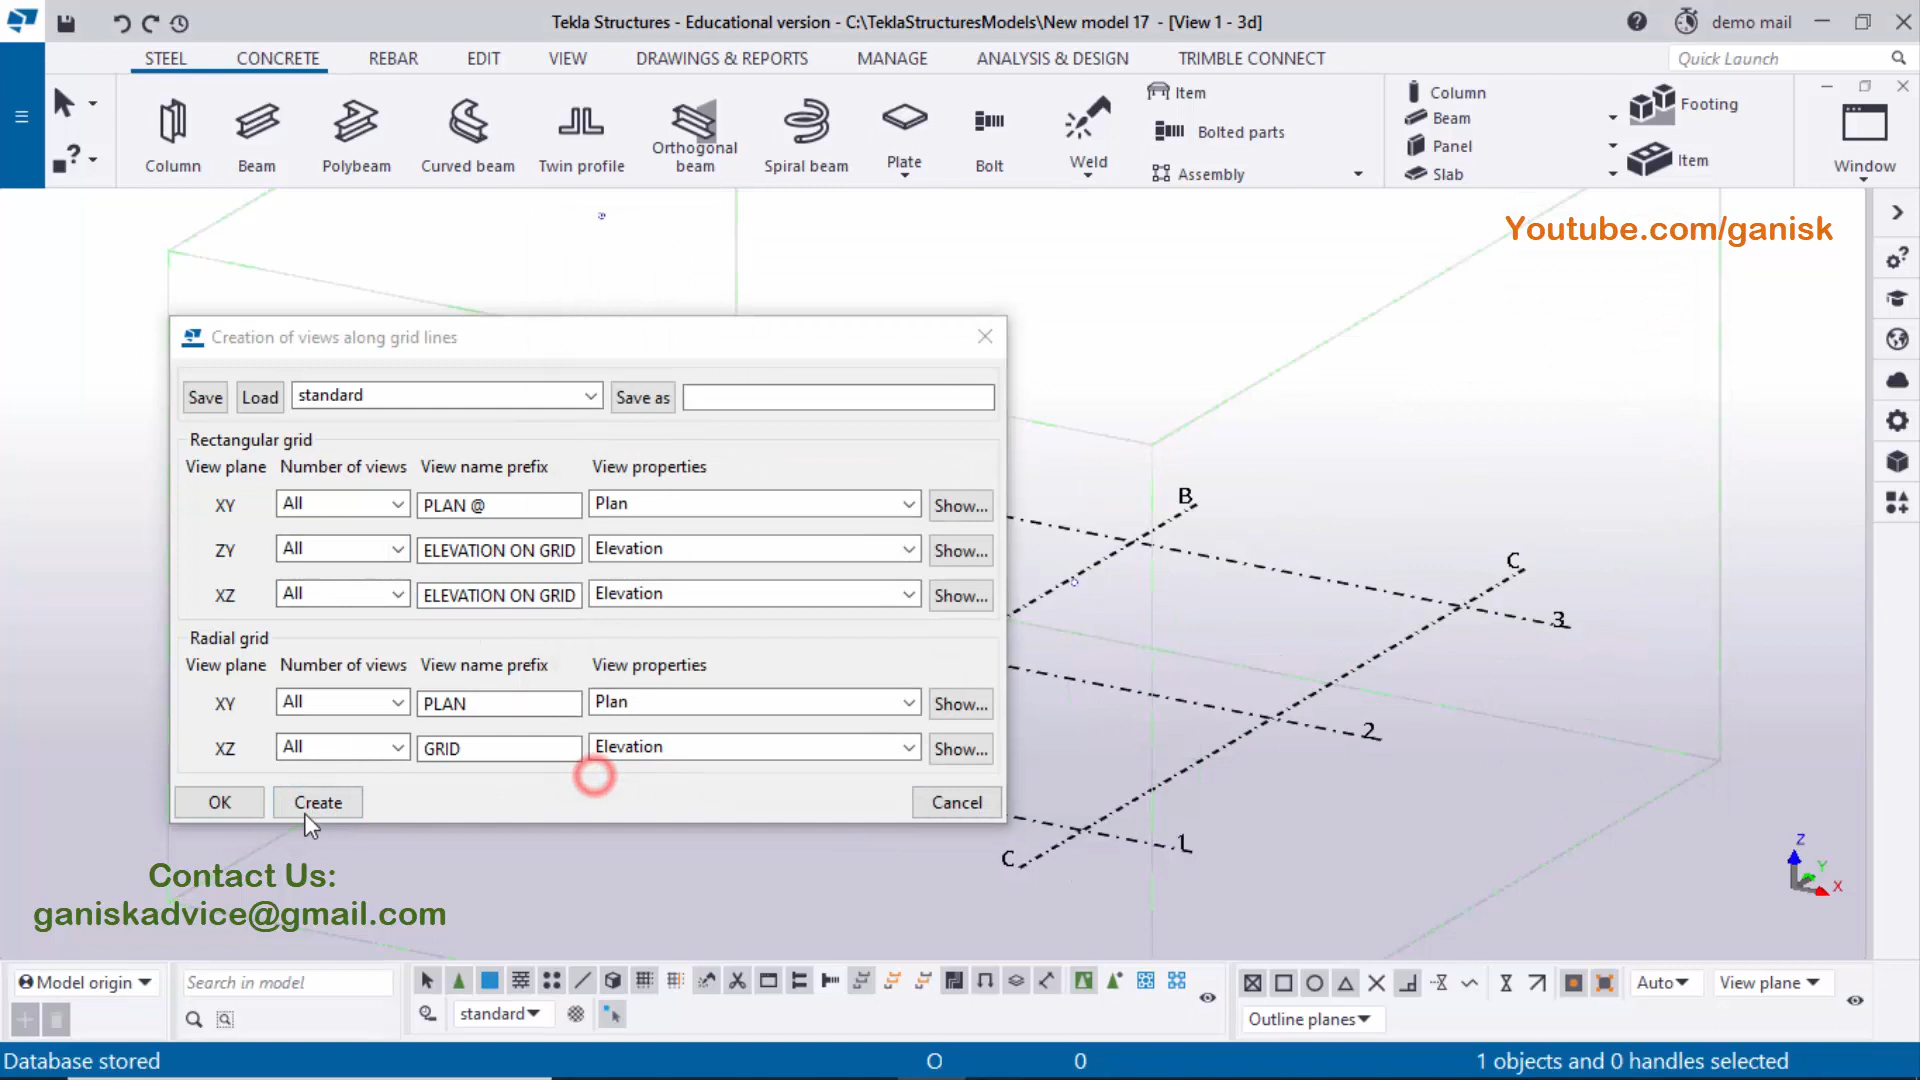 Tekla Structures - Educational version - C:\TeklaStructuresModels\New model 17 - [View 1 - 3d]
demo mail
STEEL CONCRETE REBAR EDIT VIEW DRAWINGS & REPORTS MANAGE ANALYSIS & DESIGN TRIMBLE CONNECT
Quick Launch
Column
Beam
Polybeam
Curved beam
Twin profile
Orthogonal
beam
Spiral beam
Plate
Bolt
Weld
Item
Bolted parts
Assembly
Column
Beam
Panel
Slab
Footing
Item
Window
Youtube.com/ganisk
Creation of views along grid lines
Save Load standard Save as
Rectangular grid
View plane Number of views View name prefix View properties
XY All PLAN @ Plan Show...
ZY All ELEVATION ON GRID Elevation Show...
XZ All ELEVATION ON GRID Elevation Show...
Radial grid
View plane Number of views View name prefix View properties
XY All PLAN Plan Show...
XZ All GRID Elevation Show...
OK Create Cancel
B
C
3
2
1
C
Z
Y
X
Contact Us:
ganiskadvice@gmail.com
Model origin
Search in model
standard
Auto
View plane
Outline planes
Database stored
O
0
1 objects and 0 handles selected